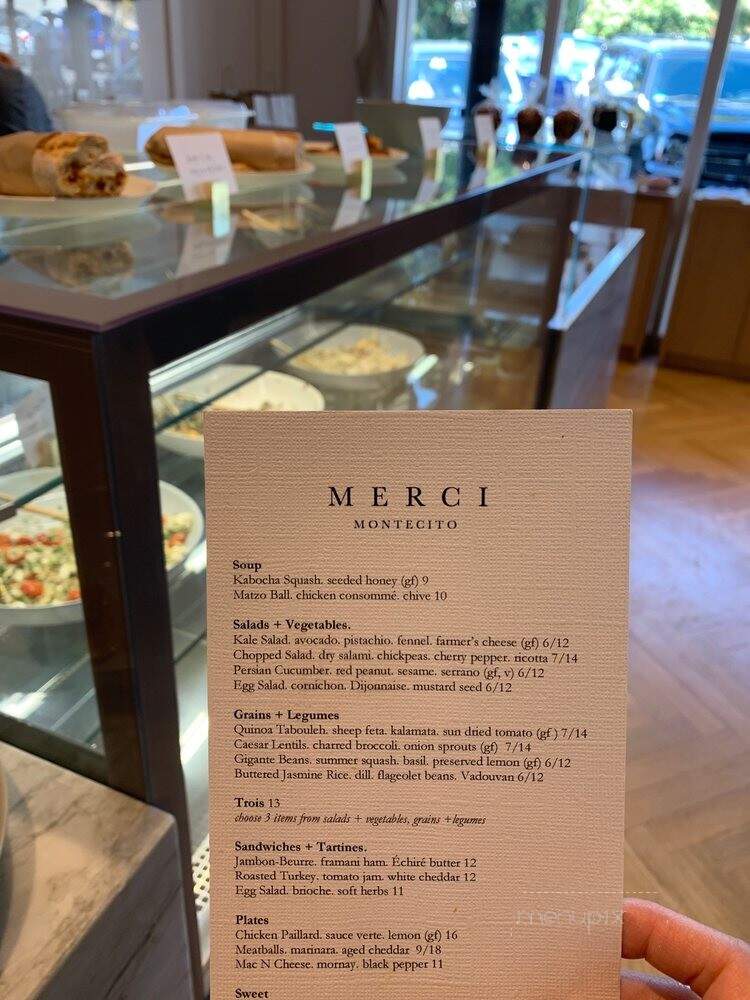 MERCI
MONTECITO
Soup
Kabocha Squash. seeded honey (gf) 9
Matzo Ball. chicken consommé. chive 10
Salads + Vegetables.
Kale Salad. avocado. pistachio. fennel. farmer's cheese (gf) 6/12
Chopped Salad. dry salami. chickpeas. cherry pepper. ricotta 7/14
Persian Cucumber. red peanut. sesame. serrano (gf, v) 6/12
Egg Salad. cornichon. Dijonnaise. mustard seed 6/12
Grains + Legumes
Quinoa Tabouleh. sheep feta. kalamata. sun dried tomato (gf ) 7/14
Caesar Lentils. charred broccoli. onion sprouts (gf) 7/14
Gigante Beans. summer squash. basil. preserved lemon (gf) 6/12
Buttered Jasmine Rice. dill. flageolet beans. Vadouvan 6/12
Trois 13
choose 3 items from salads + vegetables, grains +legumes
Sandwiches + Tartines.
Jambon-Beurre. framani ham. Échiré butter 12
Roasted Turkey. tomato jam. white cheddar 12
Egg Salad. brioche. soft herbs 11
Plates
Chicken Paillard. sauce verte. lemon (gf) 16
Meatballs. marinara. aged cheddar 9/18
Mac N Cheese. mornay. black pepper 11
Sweet
menupix